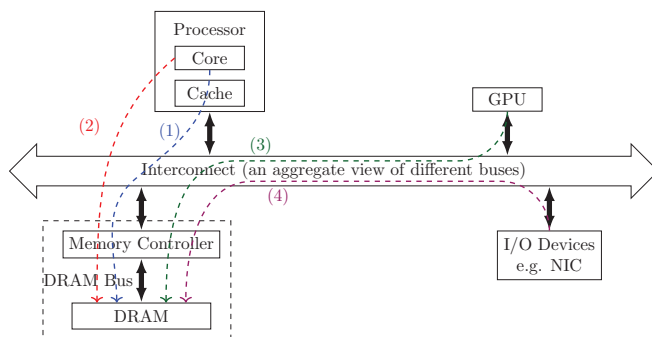 Processor
Core
Cache
GPU
(2)
(1)
(3)
Interconnect (an aggregate view of different buses)
(4)
Memory Controller
I/O Devices
e.g. NIC
DRAM Bus
DRAM